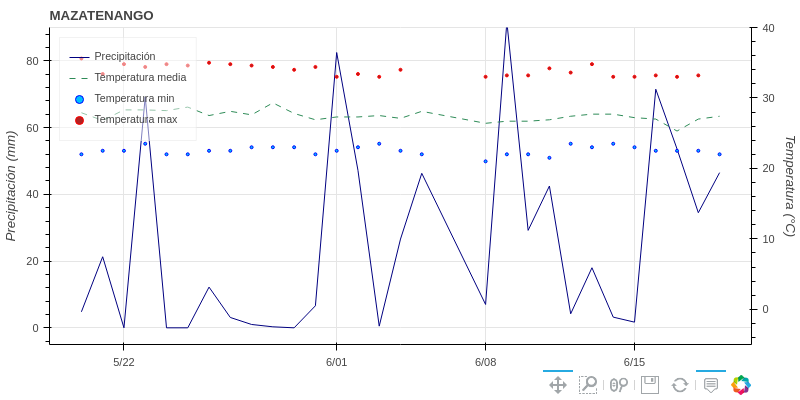 MAZATENANGO
Precipitación
Temperatura media
Temperatura min
Temperatura max
Precipitación (mm)
80
60
40
20
0
Temperatura (°C)
40
30
20
10
0
5/22
6/01
6/08
6/15